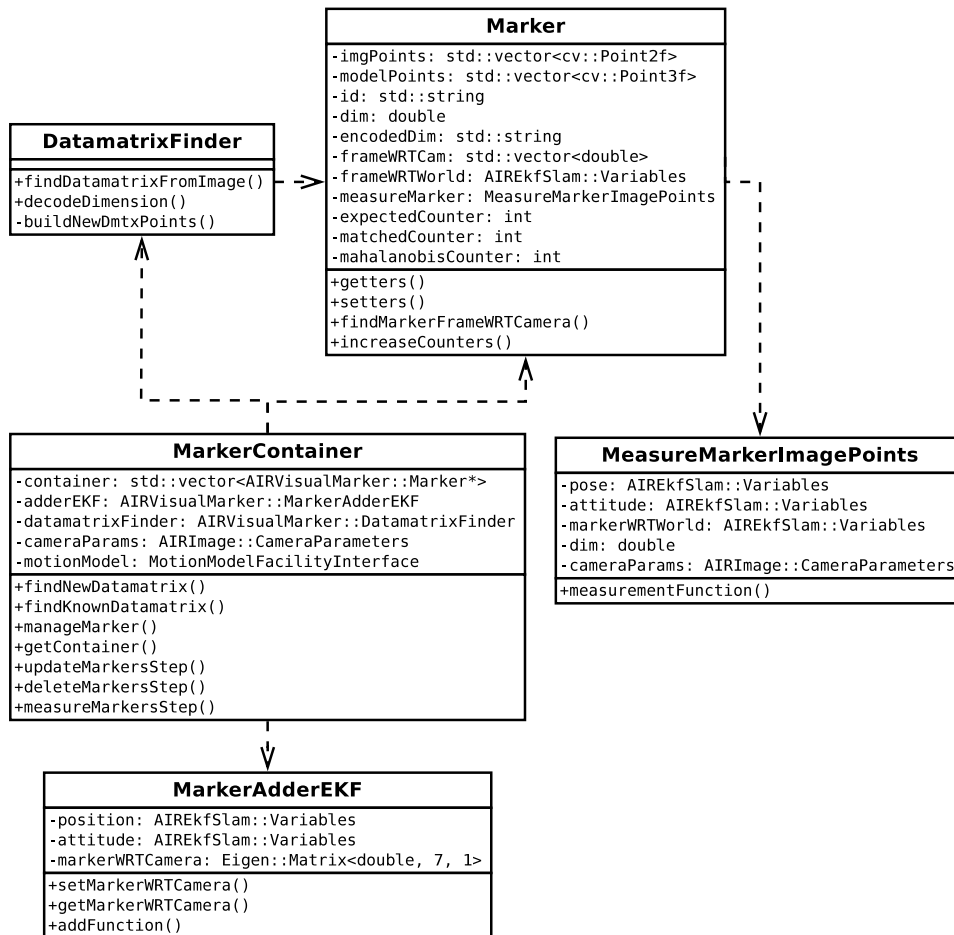 Marker
-imgPoints: std::vector<cv::Point2f>
-modelPoints: std::vector<cv::Point3f>
-id: std::string
-dim: double
-encodedDim: std::string
-frameWRTCam: std::vector<double>
-frameWRTWorld: AIREkfSlam::Variables
-measureMarker: MeasureMarkerImagePoints
-expectedCounter: int
-matchedCounter: int
-mahalanobisCounter: int
+getters()
+setters()
+findMarkerFrameWRTCamera()
+increaseCounters()
DatamatrixFinder
+findDatamatrixFromImage()
+decodeDimension()
-buildNewDmtxPoints()
MarkerContainer
-container: std::vector<AIRVisualMarker::Marker*>
-adderEKF: AIRVisualMarker::MarkerAdderEKF
-datamatrixFinder: AIRVisualMarker::DatamatrixFinder
-cameraParams: AIRImage::CameraParameters
-motionModel: MotionModelFacilityInterface
+findNewDatamatrix()
+findKnownDatamatrix()
+manageMarker()
+getContainer()
+updateMarkersStep()
+deleteMarkersStep()
+measureMarkersStep()
MeasureMarkerImagePoints
-pose: AIREkfSlam::Variables
-attitude: AIREkfSlam::Variables
-markerWRTWorld: AIREkfSlam::Variables
-dim: double
-cameraParams: AIRImage::CameraParameters
+measurementFunction()
MarkerAdderEKF
-position: AIREkfSlam::Variables
-attitude: AIREkfSlam::Variables
-markerWRTCamera: Eigen::Matrix<double, 7, 1>
+setMarkerWRTCamera()
+getMarkerWRTCamera()
+addFunction()